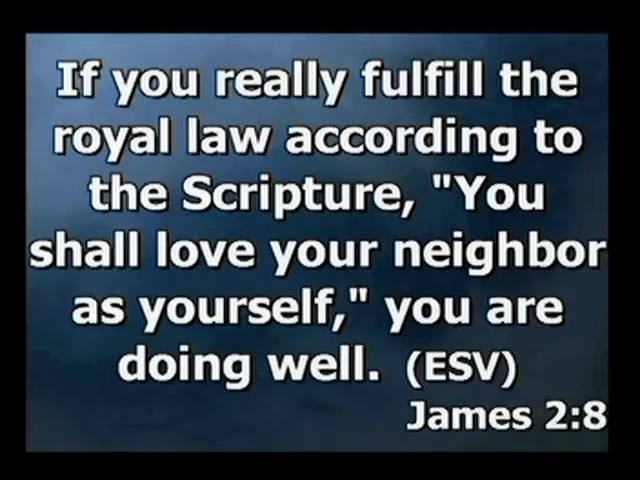 If you really fulfill the
royal law according to
the Scripture, "You
shall love your neighbor
as yourself," you are
doing well. (ESV)
James 2:8